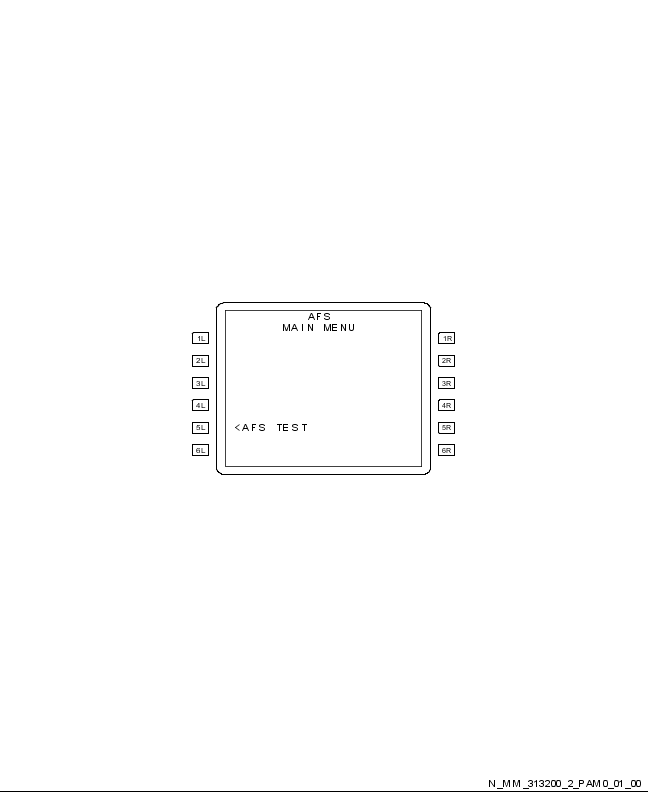 AFS
MAIN MENU
1L 1R
2L 2R
3L 3R
4L 4R
5L <AFS TEST 5R
6L 6R
N_MM_313200_2_PAM0_01_00